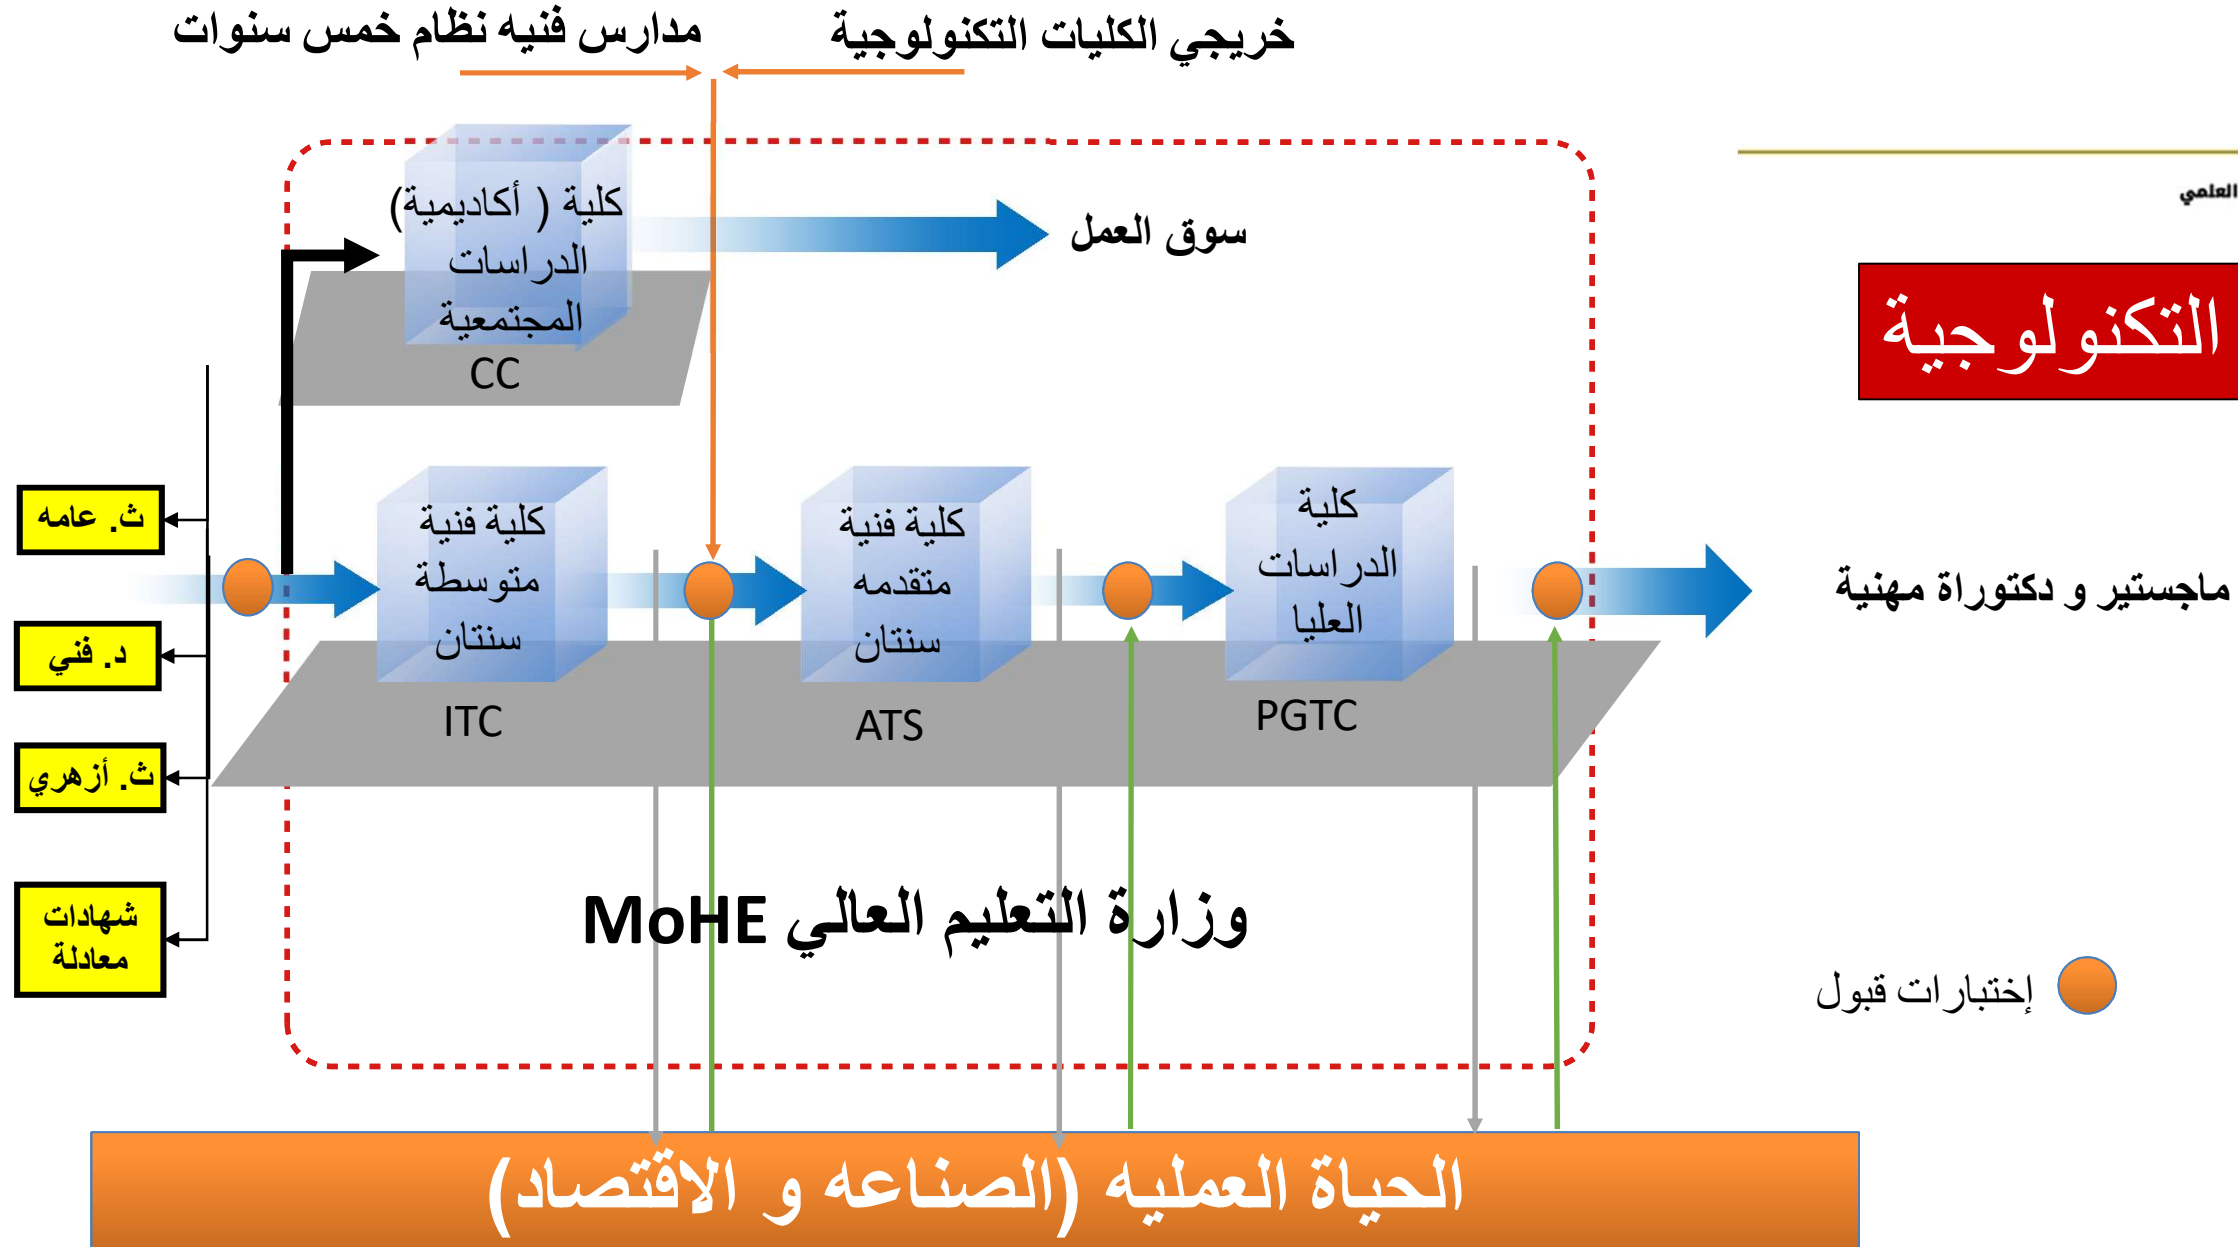 خريجي الكليات التكنولوجية
مدارس فنيه نظام خمس سنوات
العلمي
التكنولوجية
كلية ( أكاديمية)
الدراسات
المجتمعية
CC
سوق العمل
ث. عامه
د. فني
ث. أزهري
شهادات
معادلة
كلية فنية
متوسطة
سنتان
ITC
كلية فنية
متقدمه
سنتان
ATS
كلية
الدراسات
العليا
PGTC
ماجستير و دكتوراة مهنية
وزارة التعليم العالي MoHE
إختبارات قبول
الحياة العمليه (الصناعه و الاقتصاد)